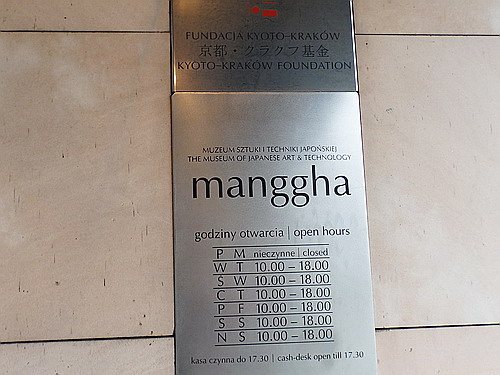 FUNDACJA KYOTO–KRAKÓW
京都・クラクフ基金
KYOTO–KRAKÓW FOUNDATION
MUZEUM SZTUKI I TECHNIKI JAPOŃSKIEJ
THE MUSEUM OF JAPANESE ART & TECHNOLOGY
manggha
godziny otwarcia | open hours
P M nieczynne | closed
W T 10.00 – 18.00
Ś W 10.00 – 18.00
C T 10.00 – 18.00
P F 10.00 – 18.00
S S 10.00 – 18.00
N S 10.00 – 18.00
kasa czynna do 17.30 | cash-desk open till 17.30